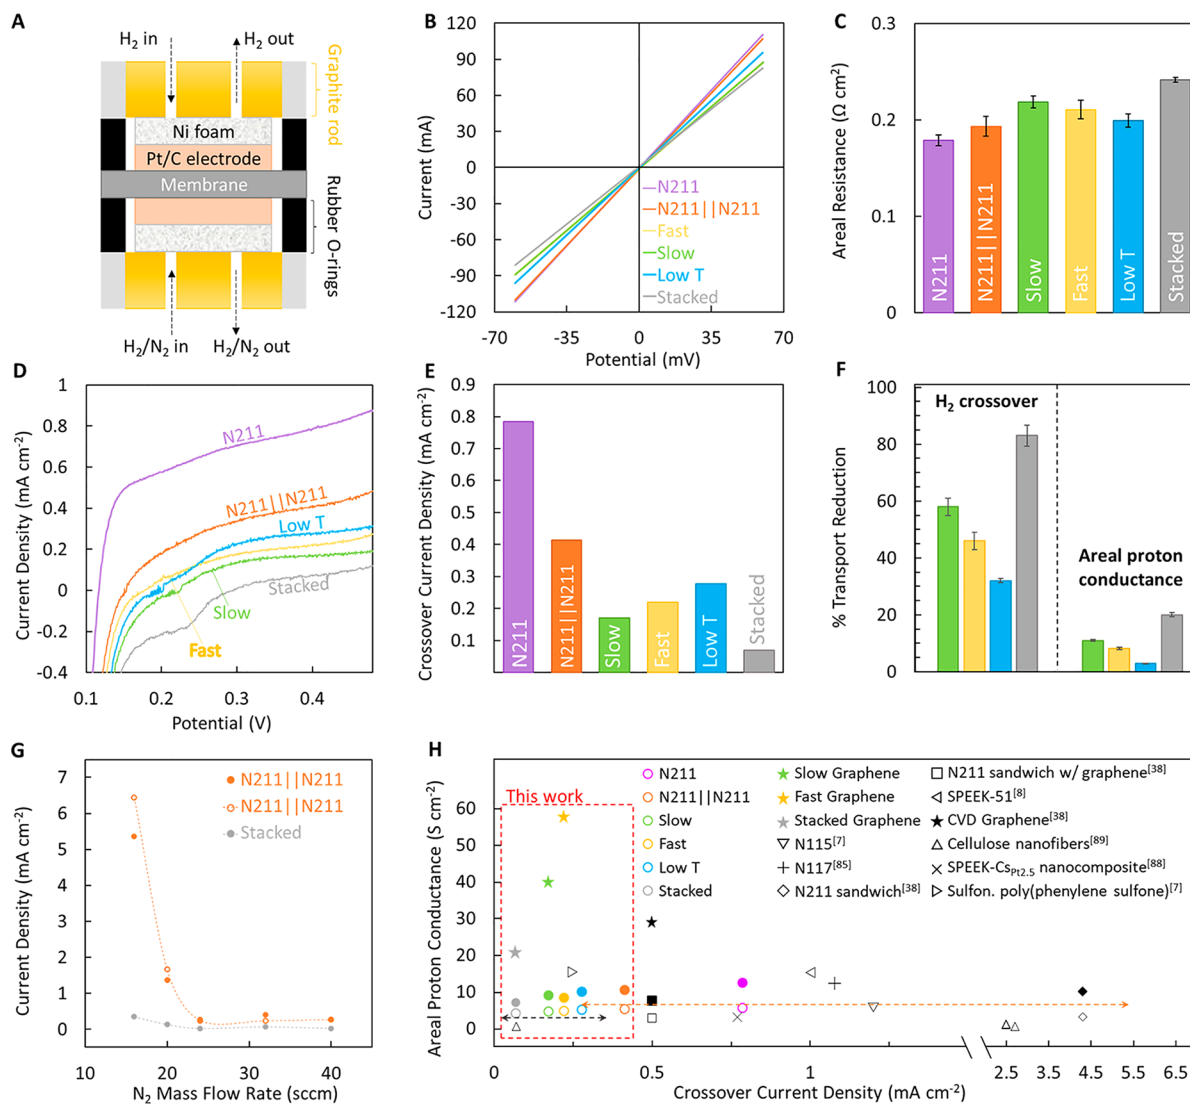 A
H2 in
H2 out
Graphite rod
Ni foam
Pt/C electrode
Membrane
Rubber O-rings
H2/N2 in
H2/N2 out
B
Current (mA)
120
90
60
30
0
-30
-60
-90
-120
-70
-35
0
35
70
Potential (mV)
N211
N211||N211
Fast
Slow
Low T
Stacked
C
Areal Resistance (Ω cm2)
0.3
0.2
0.1
0
N211
N211||N211
Slow
Fast
Low T
Stacked
D
Current Density (mA cm-2)
1
0.8
0.6
0.4
0.2
0
-0.2
-0.4
0.1
0.2
0.3
0.4
Potential (V)
N211
N211||N211
Low T
Stacked
Slow
Fast
E
Crossover Current Density (mA cm-2)
0.9
0.8
0.7
0.6
0.5
0.4
0.3
0.2
0.1
N211
N211||N211
Slow
Fast
Low T
Stacked
F
% Transport Reduction
100
80
60
40
20
0
H2 crossover
Areal proton
conductance
G
Current Density (mA cm-2)
7
6
5
4
3
2
1
0
10
20
30
40
N2 Mass Flow Rate (sccm)
N211||N211
N211||N211
Stacked
H
Areal Proton Conductance (S cm-2)
60
50
40
30
20
10
0
0
0.5
1
2.5
3.5
4.5
5.5
6.5
Crossover Current Density (mA cm-2)
This work
N211
N211||N211
Slow
Fast
Low T
Stacked
Slow Graphene
Fast Graphene
Stacked Graphene
N115[7]
N117[85]
N211 sandwich[38]
N211 sandwich w/ graphene[38]
SPEEK-51[8]
CVD Graphene[38]
Cellulose nanofibers[89]
SPEEK-CsPt2.5 nanocomposite[88]
Sulfon. poly(phenylene sulfone)[7]